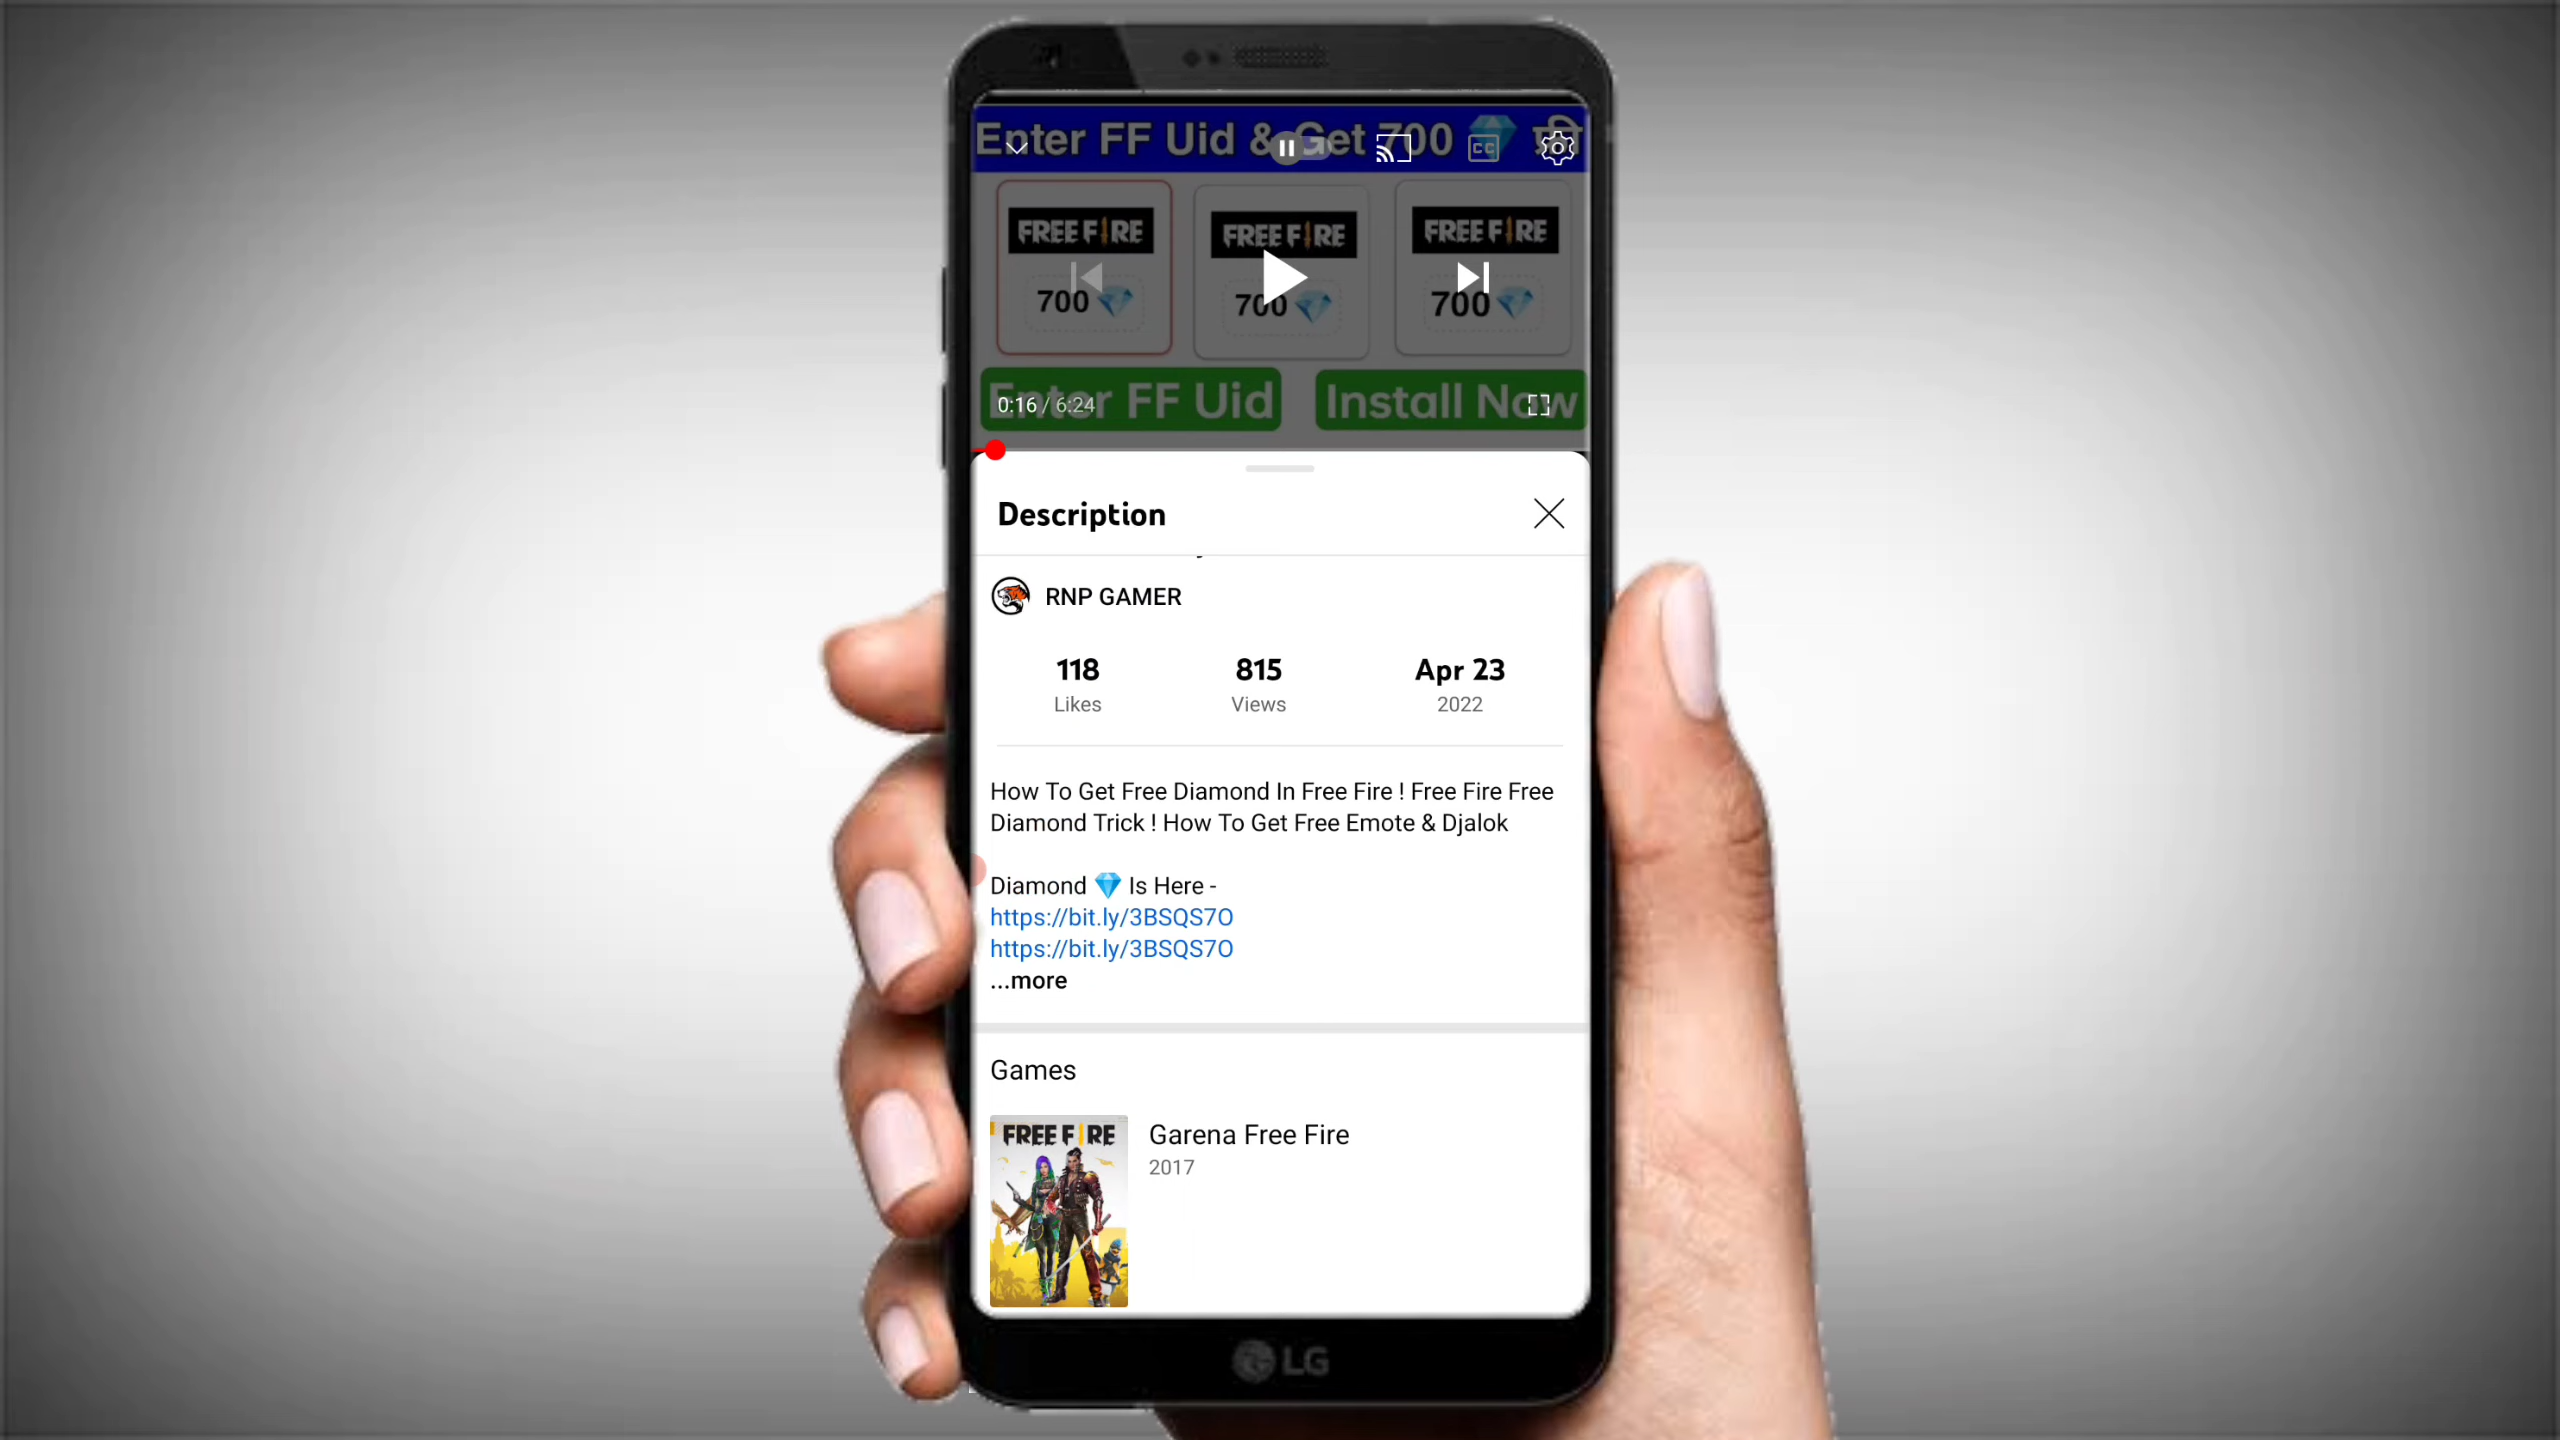 Enter FF Uid & Get 700 💎 फ्री
CC
FREE FIRE
FREE FIRE
FREE FIRE
700 💎
700 💎
700 💎
Enter FF Uid
Install Now
0:16 / 6:24
Description
RNP GAMER
118
815
Apr 23
Likes
Views
2022
How To Get Free Diamond In Free Fire ! Free Fire Free
Diamond Trick ! How To Get Free Emote & Djalok
Diamond 💎 Is Here -
https://bit.ly/3BSQS7O
https://bit.ly/3BSQS7O
...more
Games
FREE FIRE
Garena Free Fire
2017
LG